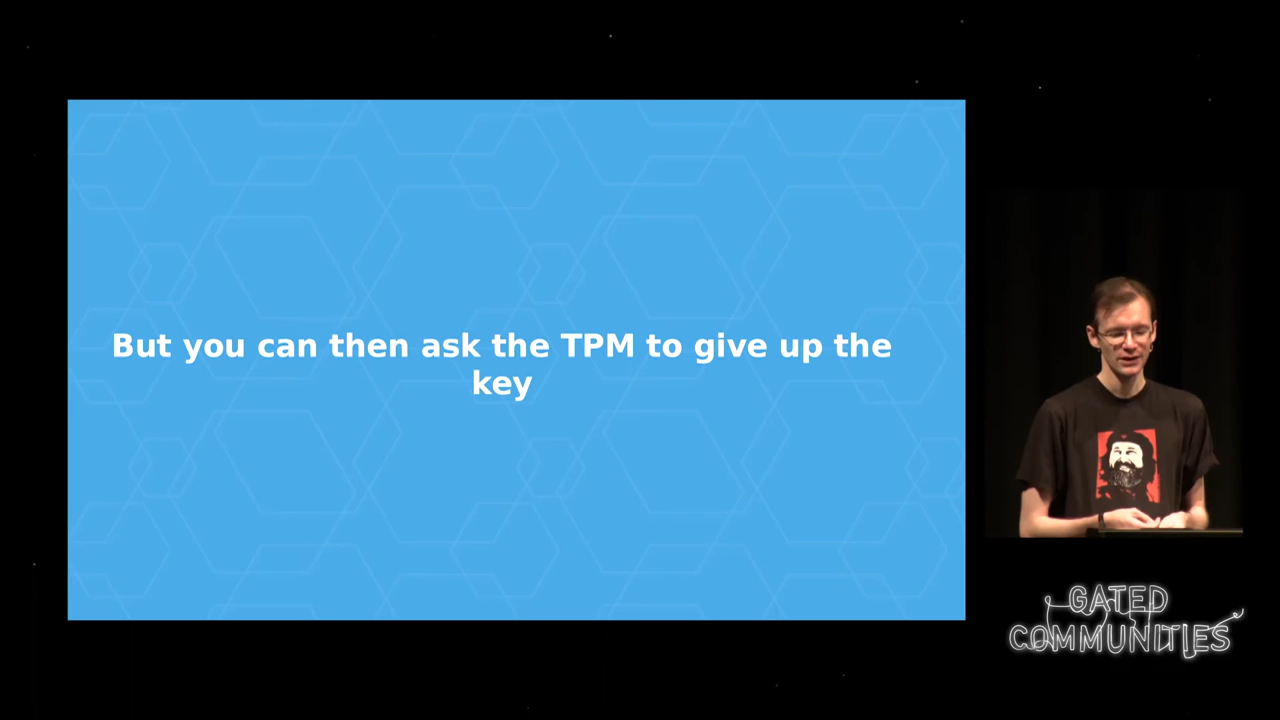 But you can then ask the TPM to give up the
key
GATED
COMMUNITIES